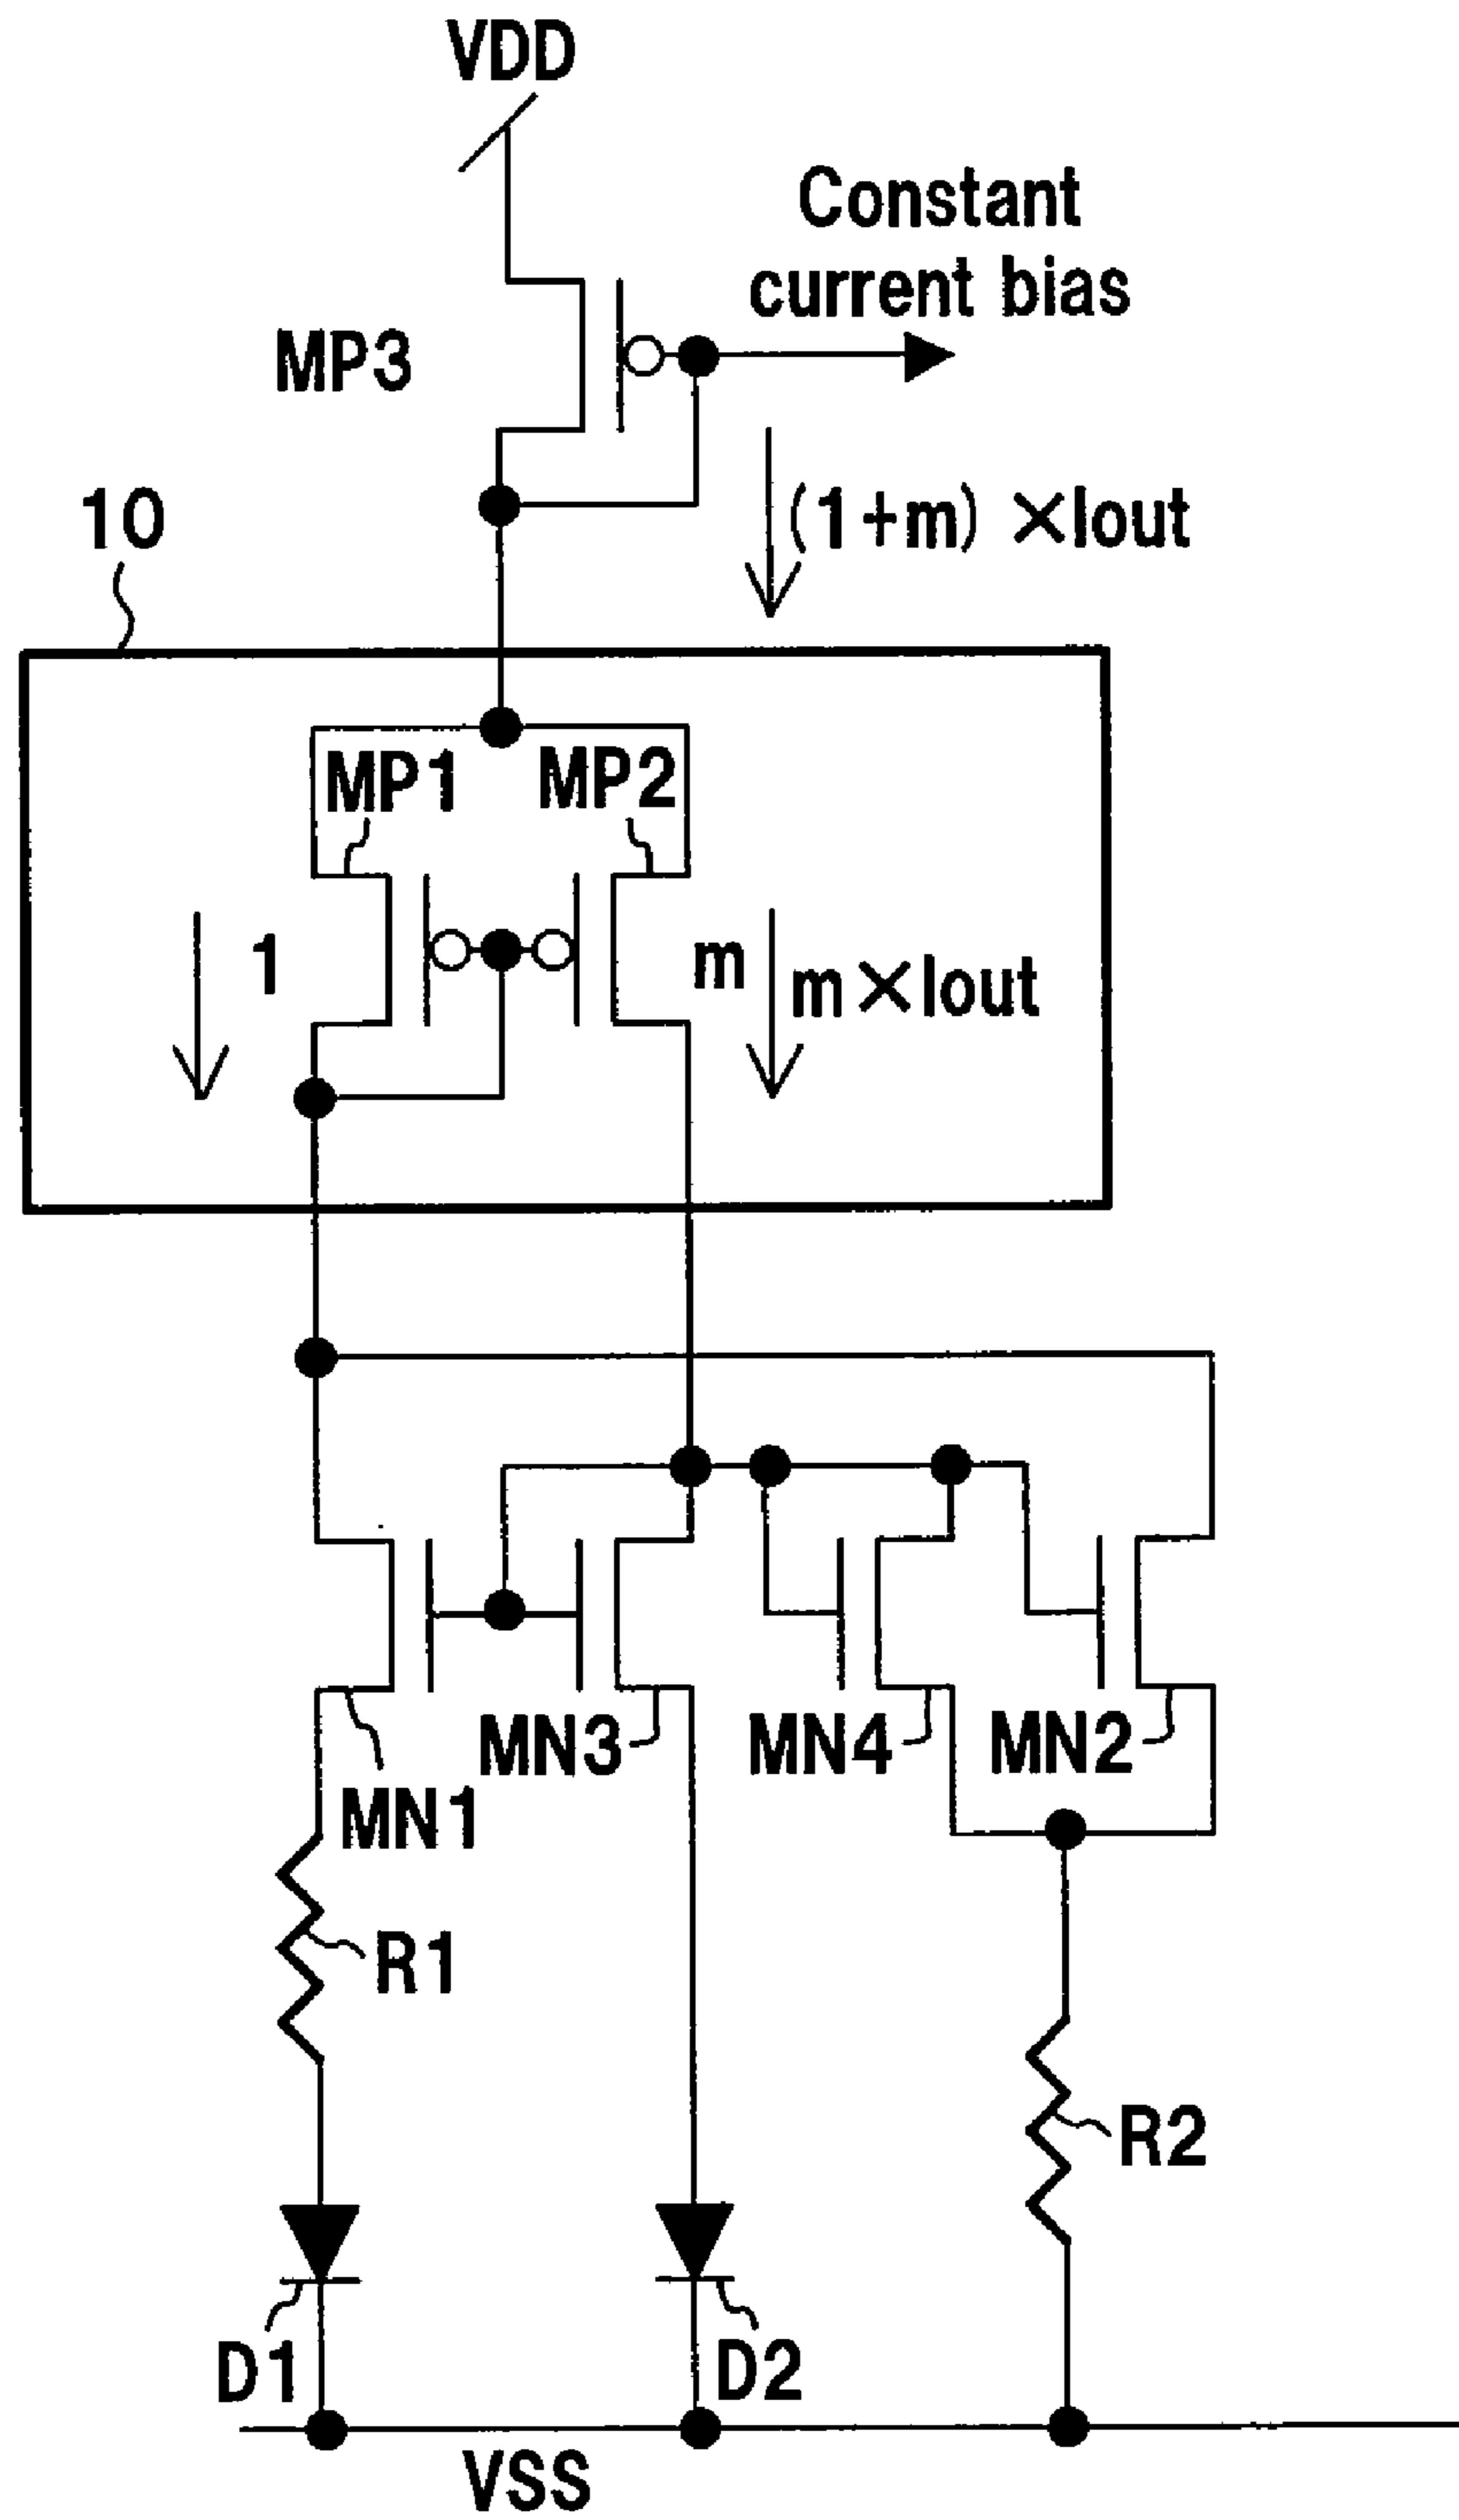 VDD
Constant
current bias
MP3
10
(1+m) ×Iout
MP1
MP2
1
m
m×Iout
MN3
MN4
MN2
MN1
R1
R2
D1
D2
VSS